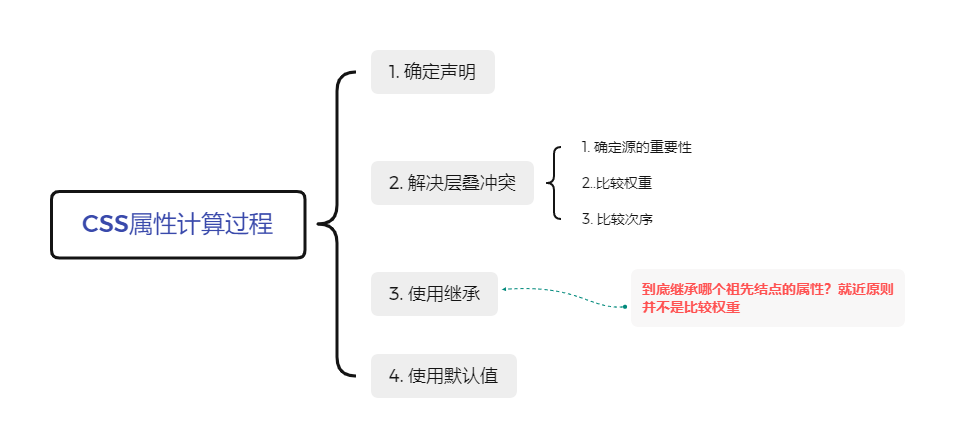 CSS属性计算过程
1. 确定声明
2. 解决层叠冲突
1. 确定源的重要性
2..比较权重
3. 比较次序
3. 使用继承
到底继承哪个祖先结点的属性？就近原则
并不是比较权重
4. 使用默认值